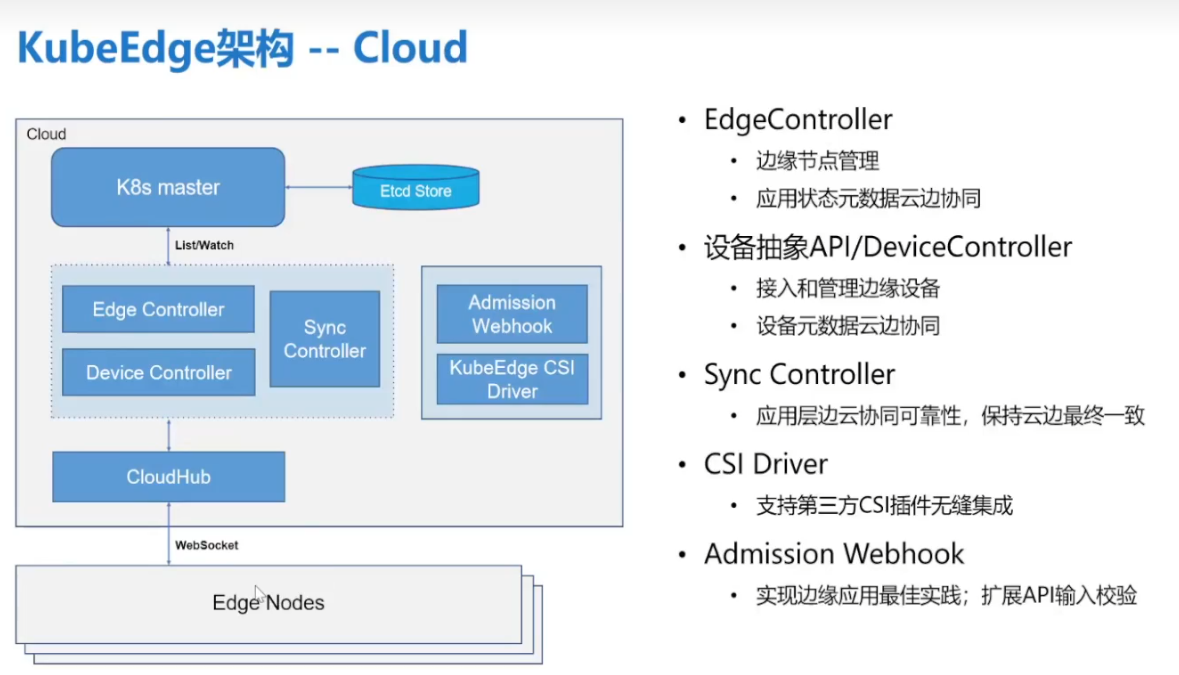 KubeEdge架构 -- Cloud
Cloud
K8s master
Etcd Store
List/Watch
Edge Controller
Device Controller
Sync
Controller
Admission
Webhook
KubeEdge CSI
Driver
CloudHub
WebSocket
Edge Nodes
• EdgeController
• 边缘节点管理
• 应用状态元数据云边协同
• 设备抽象API/DeviceController
• 接入和管理边缘设备
• 设备元数据云边协同
• Sync Controller
• 应用层边云协同可靠性，保持云边最终一致
• CSI Driver
• 支持第三方CSI插件无缝集成
• Admission Webhook
• 实现边缘应用最佳实践；扩展API输入校验